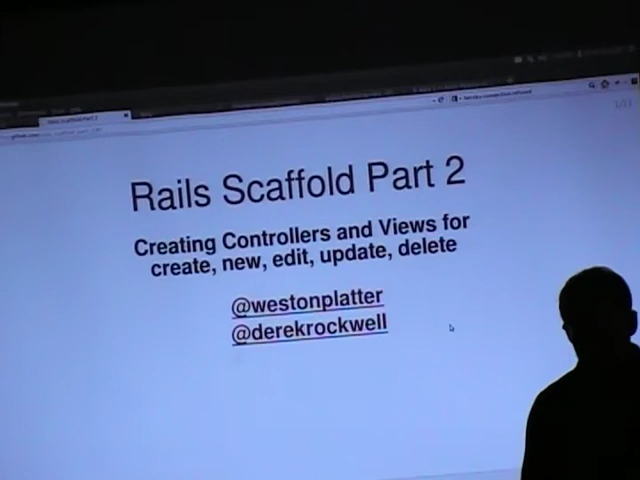 Rails Scaffold Part 2
Creating Controllers and Views for
create, new, edit, update, delete
@westonplatter
@derekrockwell